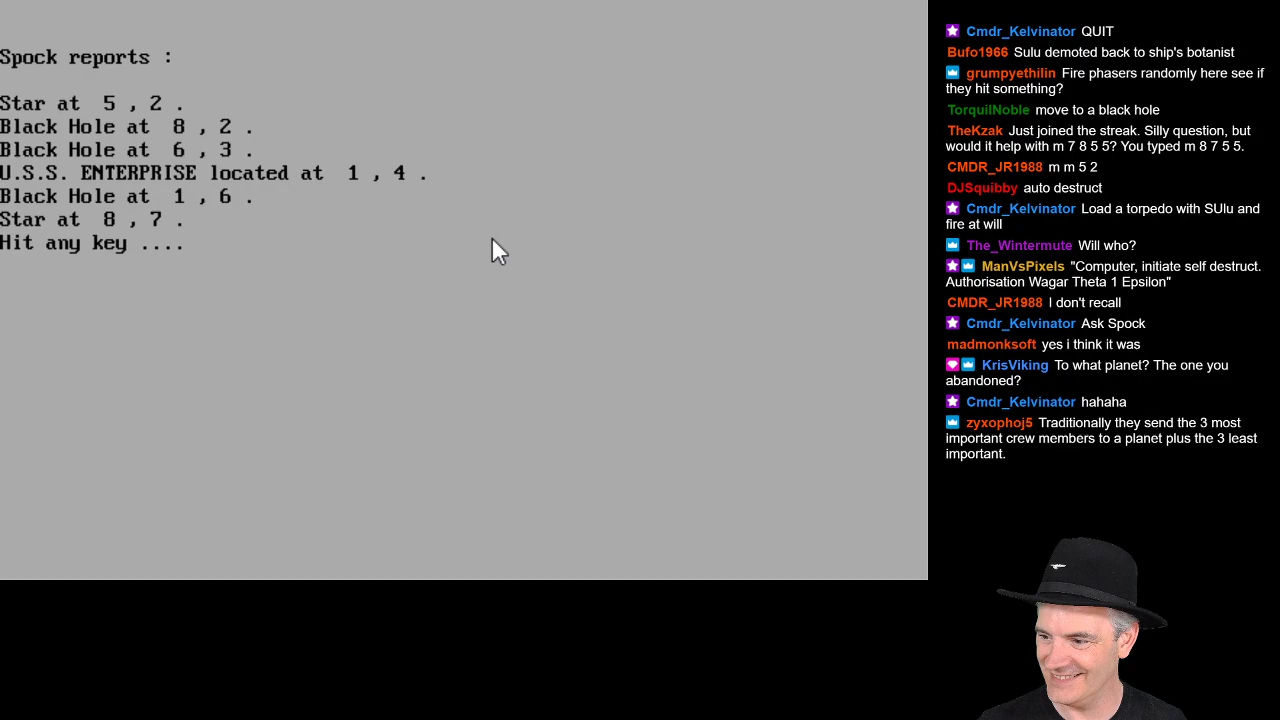 Spock reports :
Star at 5 , 2 .
Black Hole at 8 , 2 .
Black Hole at 6 , 3 .
U.S.S. ENTERPRISE located at 1 , 4 .
Black Hole at 1 , 6 .
Star at 8 , 7 .
Hit any key ....
Cmdr_Kelvinator QUIT
Bufo1966 Sulu demoted back to ship's botanist
grumpyethilin Fire phasers randomly here see if
they hit something?
TorquilNoble move to a black hole
TheKzak Just joined the streak. Silly question, but
would it help with m 7 8 5 5? You typed m 8 7 5 5.
CMDR_JR1988 m m 5 2
DJSquibby auto destruct
Cmdr_Kelvinator Load a torpedo with SUlu and
fire at will
The_Wintermute Will who?
ManVsPixels "Computer, initiate self destruct.
Authorisation Wagar Theta 1 Epsilon"
CMDR_JR1988 I don't recall
Cmdr_Kelvinator Ask Spock
madmonksoft yes i think it was
KrisViking To what planet? The one you
abandoned?
Cmdr_Kelvinator hahaha
zyxophoj5 Traditionally they send the 3 most
important crew members to a planet plus the 3 least
important.